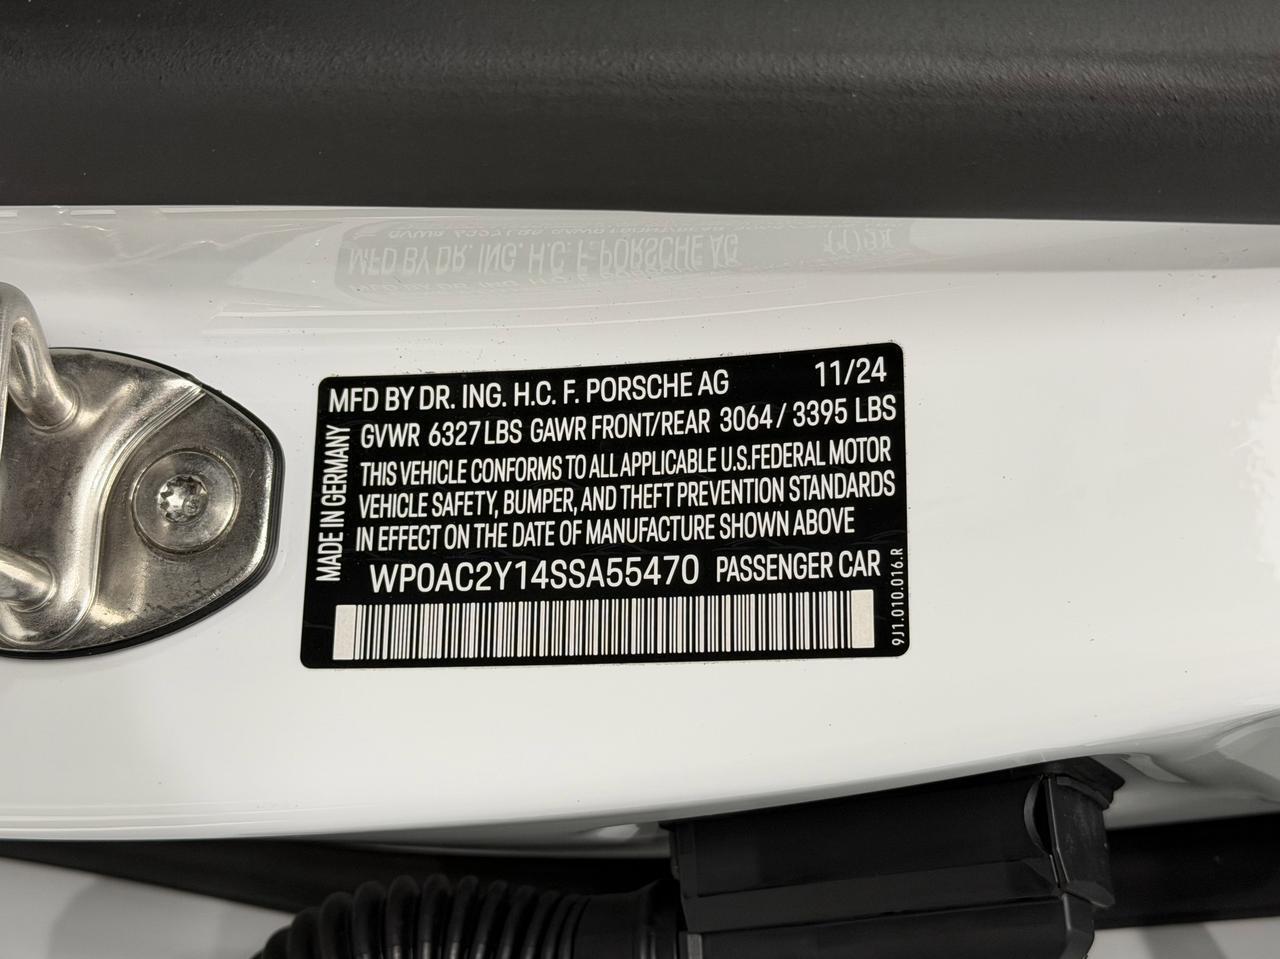 MFD BY DR. ING. H.C. F. PORSCHE AG 11/24
GVWR 6327 LBS GAWR FRONT/REAR 3064 / 3395 LBS
THIS VEHICLE CONFORMS TO ALL APPLICABLE U.S.FEDERAL MOTOR
VEHICLE SAFETY, BUMPER, AND THEFT PREVENTION STANDARDS
IN EFFECT ON THE DATE OF MANUFACTURE SHOWN ABOVE
WP0AC2Y14SSA55470 PASSENGER CAR
MADE IN GERMANY
9J1.010.016.R